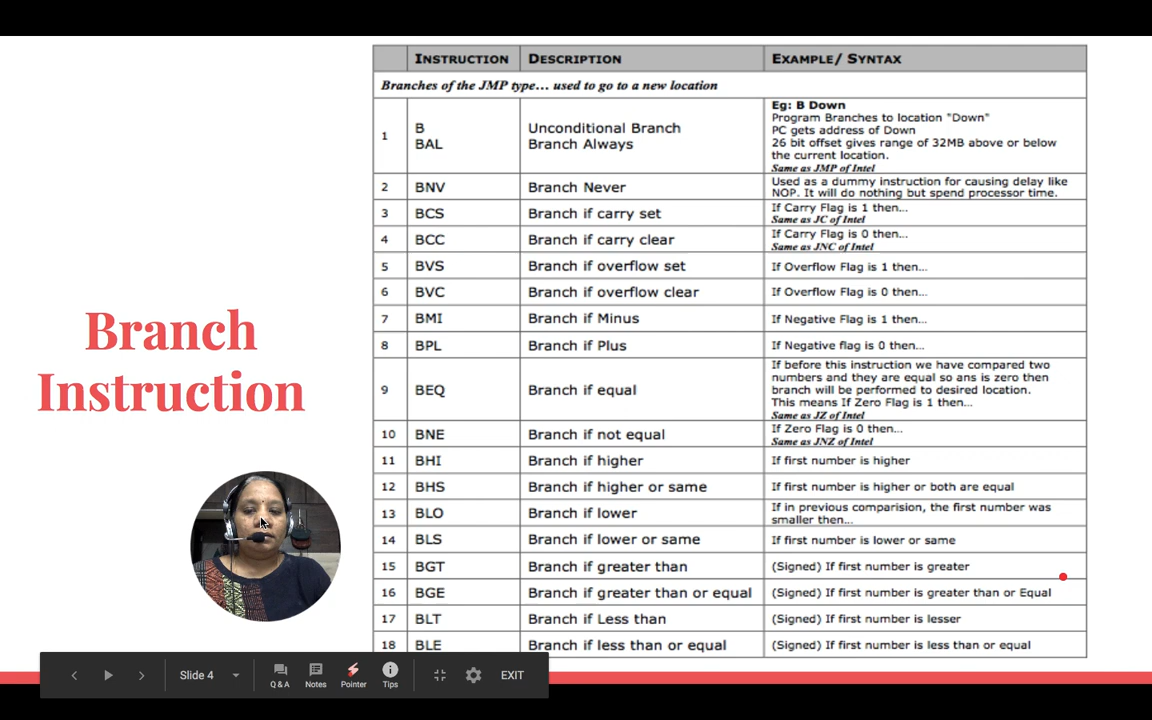 Branch
Instruction
INSTRUCTION DESCRIPTION EXAMPLE/ SYNTAX
Branches of the JMP type... used to go to a new location
1 B Unconditional Branch
BAL Branch Always
Eg: B Down
Program Branches to location "Down"
PC gets address of Down
26 bit offset gives range of 32MB above or below
the current location.
Same as JMP of Intel
2 BNV Branch Never
Used as a dummy instruction for causing delay like
NOP. It will do nothing but spend processor time.
3 BCS Branch if carry set
If Carry Flag is 1 then...
Same as JC of Intel
4 BCC Branch if carry clear
If Carry Flag is 0 then...
Same as JNC of Intel
5 BVS Branch if overflow set If Overflow Flag is 1 then...
6 BVC Branch if overflow clear If Overflow Flag is 0 then...
7 BMI Branch if Minus If Negative Flag is 1 then...
8 BPL Branch if Plus If Negative flag is 0 then...
9 BEQ Branch if equal
If before this instruction we have compared two
numbers and they are equal so ans is zero then
branch will be performed to desired location.
This means If Zero Flag is 1 then...
Same as JZ of Intel
10 BNE Branch if not equal
If Zero Flag is 0 then...
Same as JNZ of Intel
11 BHI Branch if higher If first number is higher
12 BHS Branch if higher or same If first number is higher or both are equal
13 BLO Branch if lower
If in previous comparision, the first number was
smaller then...
14 BLS Branch if lower or same If first number is lower or same
15 BGT Branch if greater than (Signed) If first number is greater
16 BGE Branch if greater than or equal (Signed) If first number is greater than or Equal
17 BLT Branch if Less than (Signed) If first number is lesser
18 BLE Branch if less than or equal (Signed) If first number is less than or equal
Slide 4 Q & A Notes Pointer Tips EXIT